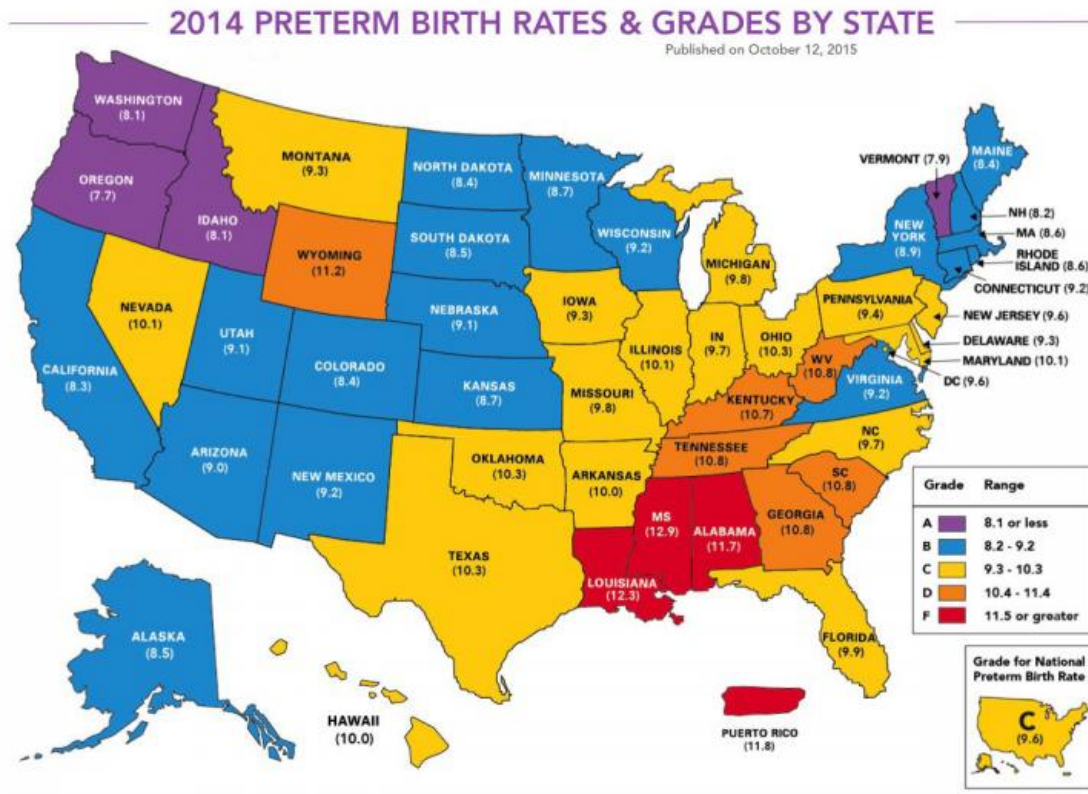 2014 PRETERM BIRTH RATES & GRADES BY STATE
Published on October 12, 2015
WASHINGTON
(8.1)
OREGON
(7.7)
IDAHO
(8.1)
MONTANA
(9.3)
WYOMING
(11.2)
NEVADA
(10.1)
CALIFORNIA
(8.3)
UTAH
(9.1)
COLORADO
(8.4)
ARIZONA
(9.0)
NEW MEXICO
(9.2)
NORTH DAKOTA
(8.4)
SOUTH DAKOTA
(8.5)
NEBRASKA
(9.1)
KANSAS
(8.7)
OKLAHOMA
(10.3)
TEXAS
(10.3)
MINNESOTA
(8.7)
IOWA
(9.3)
MISSOURI
(9.8)
ARKANSAS
(10.0)
LOUISIANA
(12.3)
WISCONSIN
(9.2)
ILLINOIS
(10.1)
MICHIGAN
(9.8)
IN
(9.7)
OHIO
(10.3)
KENTUCKY
(10.7)
TENNESSEE
(10.8)
MS
(12.9)
ALABAMA
(11.7)
GEORGIA
(10.8)
FLORIDA
(9.9)
SC
(10.8)
NC
(9.7)
VIRGINIA
(9.2)
WV
(10.8)
PENNSYLVANIA
(9.4)
NEW
YORK
(8.9)
VERMONT (7.9)
MAINE
(8.4)
NH (8.2)
MA (8.6)
RHODE
ISLAND (8.6)
CONNECTICUT (9.2)
NEW JERSEY (9.6)
DELAWARE (9.3)
MARYLAND (10.1)
DC (9.6)
ALASKA
(8.5)
HAWAII
(10.0)
PUERTO RICO
(11.8)
Grade Range
A 8.1 or less
B 8.2 - 9.2
C 9.3 - 10.3
D 10.4 - 11.4
F 11.5 or greater
Grade for National
Preterm Birth Rate
C
(9.6)